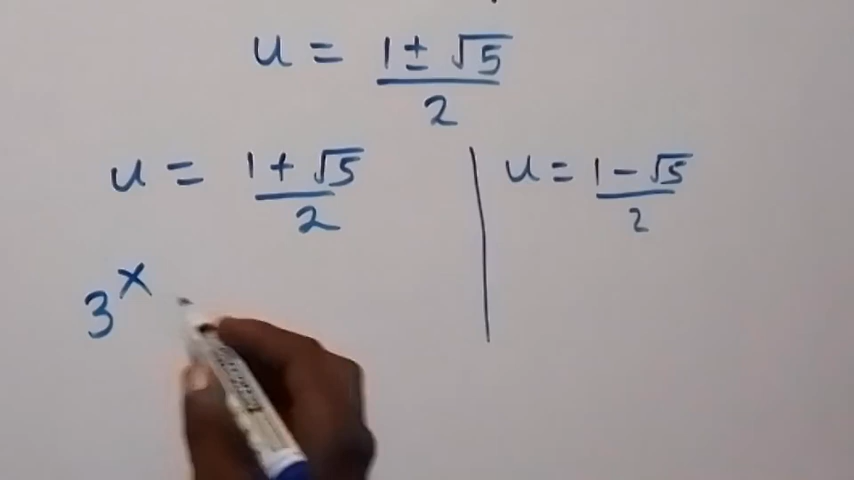 u = (1 ± √5)/2
u = (1 + √5)/2 | u = (1 - √5)/2
3^x